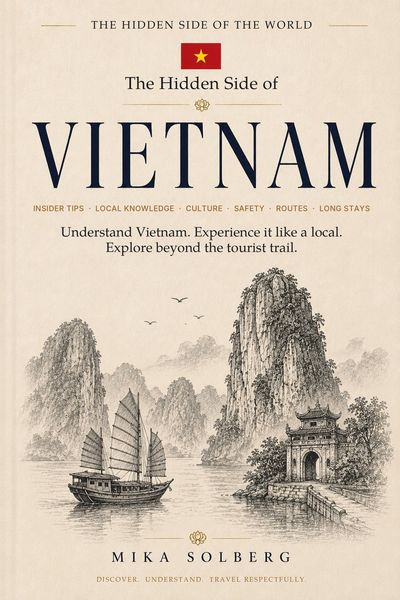 THE HIDDEN SIDE OF THE WORLD
The Hidden Side of
VIETNAM
INSIDER TIPS · LOCAL KNOWLEDGE · CULTURE · SAFETY · ROUTES · LONG STAYS
Understand Vietnam. Experience it like a local.
Explore beyond the tourist trail.
MIKA SOLBERG
DISCOVER. UNDERSTAND. TRAVEL RESPECTFULLY.